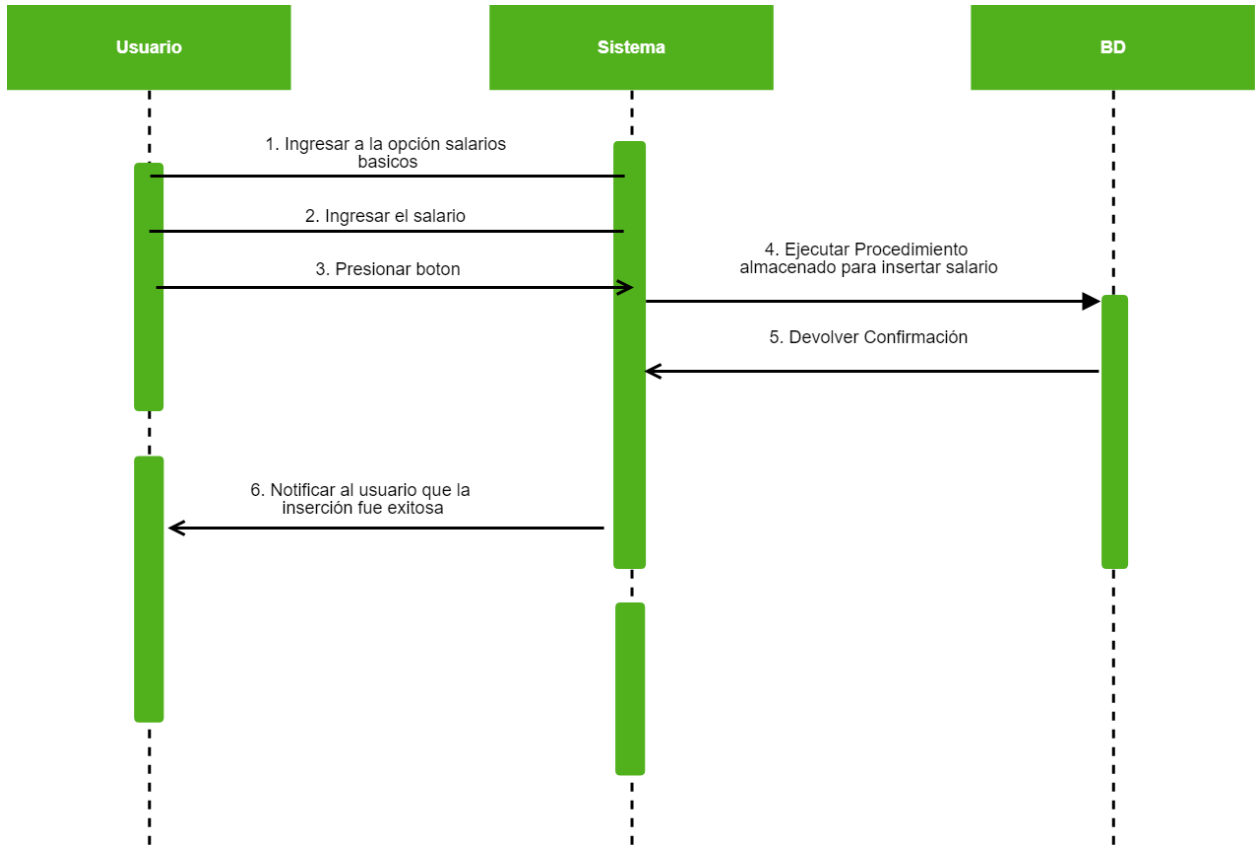 Usuario
Sistema
BD
1. Ingresar a la opción salarios
basicos
2. Ingresar el salario
3. Presionar boton
4. Ejecutar Procedimiento
almacenado para insertar salario
5. Devolver Confirmación
6. Notificar al usuario que la
inserción fue exitosa